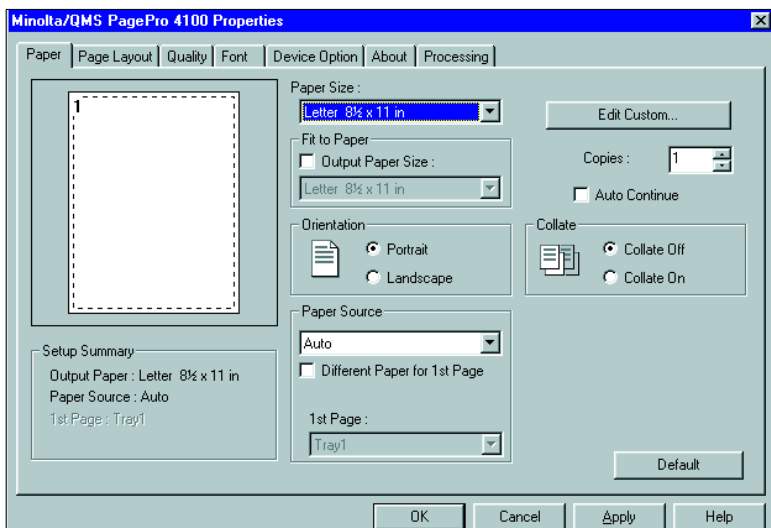 Minolta/QMS PagePro 4100 Properties
Paper
Page Layout
Quality
Font
Device Option
About
Processing
1
Setup Summary
Output Paper : Letter 8½ x 11 in
Paper Source : Auto
1st Page : Tray1
Paper Size :
Letter 8½ x 11 in
Fit to Paper
Output Paper Size :
Letter 8½ x 11 in
Orientation
Portrait
Landscape
Paper Source
Auto
Different Paper for 1st Page
1st Page :
Tray1
Edit Custom...
Copies : 1
Auto Continue
Collate
Collate Off
Collate On
Default
OK
Cancel
Apply
Help